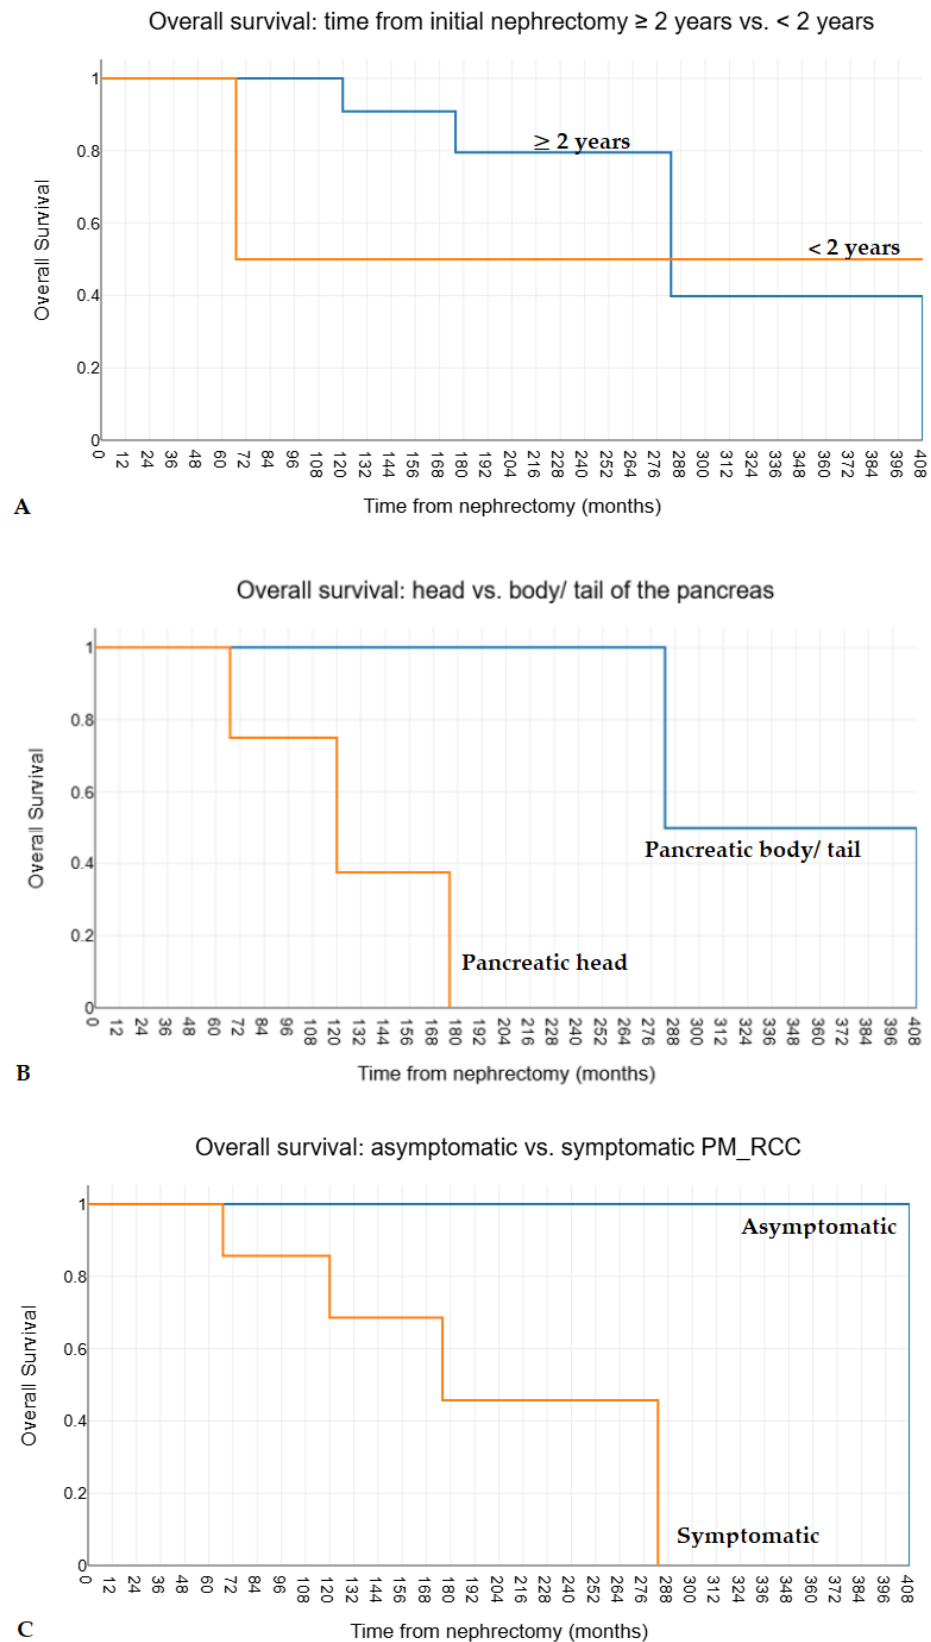 Overall survival: time from initial nephrectomy ≥ 2 years vs. < 2 years
1
0.8
0.6
0.4
0.2
0
Overall Survival
≥ 2 years
< 2 years
0 12 24 36 48 60 72 84 96 108 120 132 144 156 168 180 192 204 216 228 240 252 264 276 288 300 312 324 336 348 360 372 384 396 408
Time from nephrectomy (months)
A
Overall survival: head vs. body/ tail of the pancreas
1
0.8
0.6
0.4
0.2
0
Overall Survival
Pancreatic body/ tail
Pancreatic head
0 12 24 36 48 60 72 84 96 108 120 132 144 156 168 180 192 204 216 228 240 252 264 276 288 300 312 324 336 348 360 372 384 396 408
Time from nephrectomy (months)
B
Overall survival: asymptomatic vs. symptomatic PM_RCC
1
0.8
0.6
0.4
0.2
0
Overall Survival
Asymptomatic
Symptomatic
0 12 24 36 48 60 72 84 96 108 120 132 144 156 168 180 192 204 216 228 240 252 264 276 288 300 312 324 336 348 360 372 384 396 408
Time from nephrectomy (months)
C